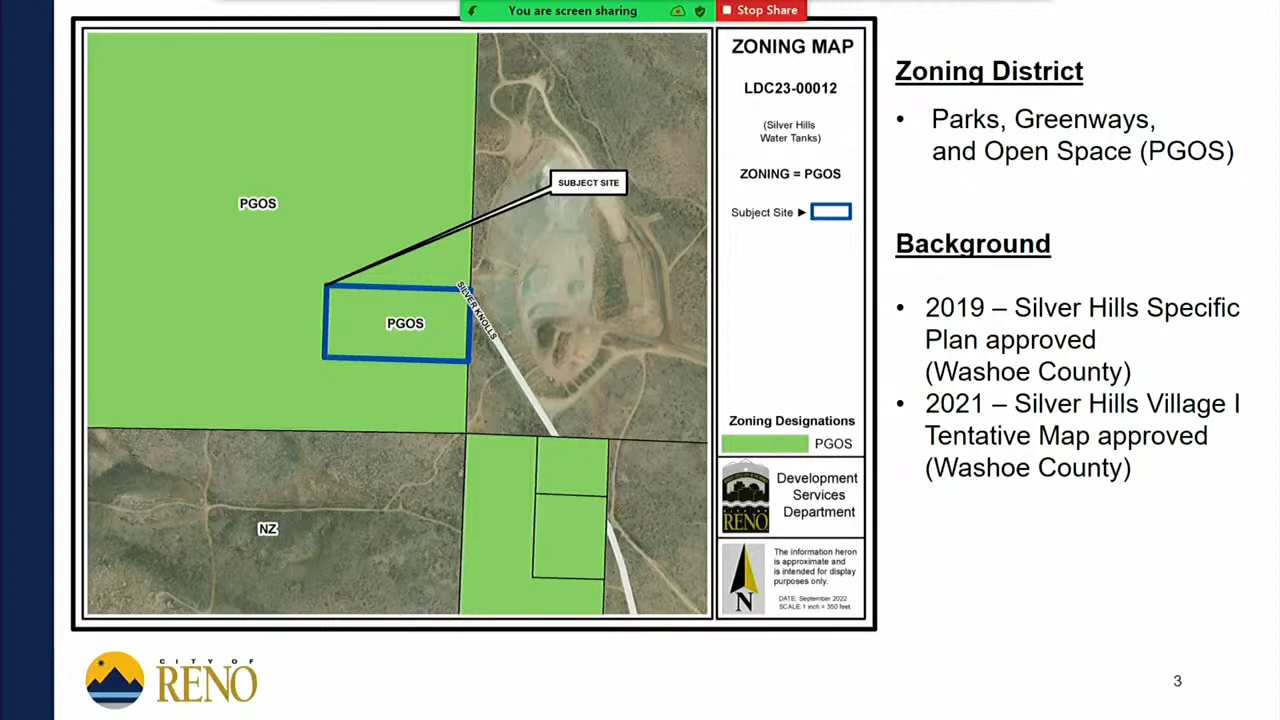 You are screen sharing
Stop Share
ZONING MAP
LDC23-00012
(Silver Hills
Water Tanks)
ZONING = PGOS
Subject Site ►
SUBJECT SITE
PGOS
PGOS
SILVER KNOLLS
NZ
Zoning Designations
PGOS
RENO
Development
Services
Department
N
The information heron
is approximate and
is intended for display
purposes only.
DATE: September 2022
SCALE: 1 inch = 350 feet
Zoning District
• Parks, Greenways,
and Open Space (PGOS)
Background
• 2019 – Silver Hills Specific
Plan approved
(Washoe County)
• 2021 – Silver Hills Village I
Tentative Map approved
(Washoe County)
CITY OF
RENO
3